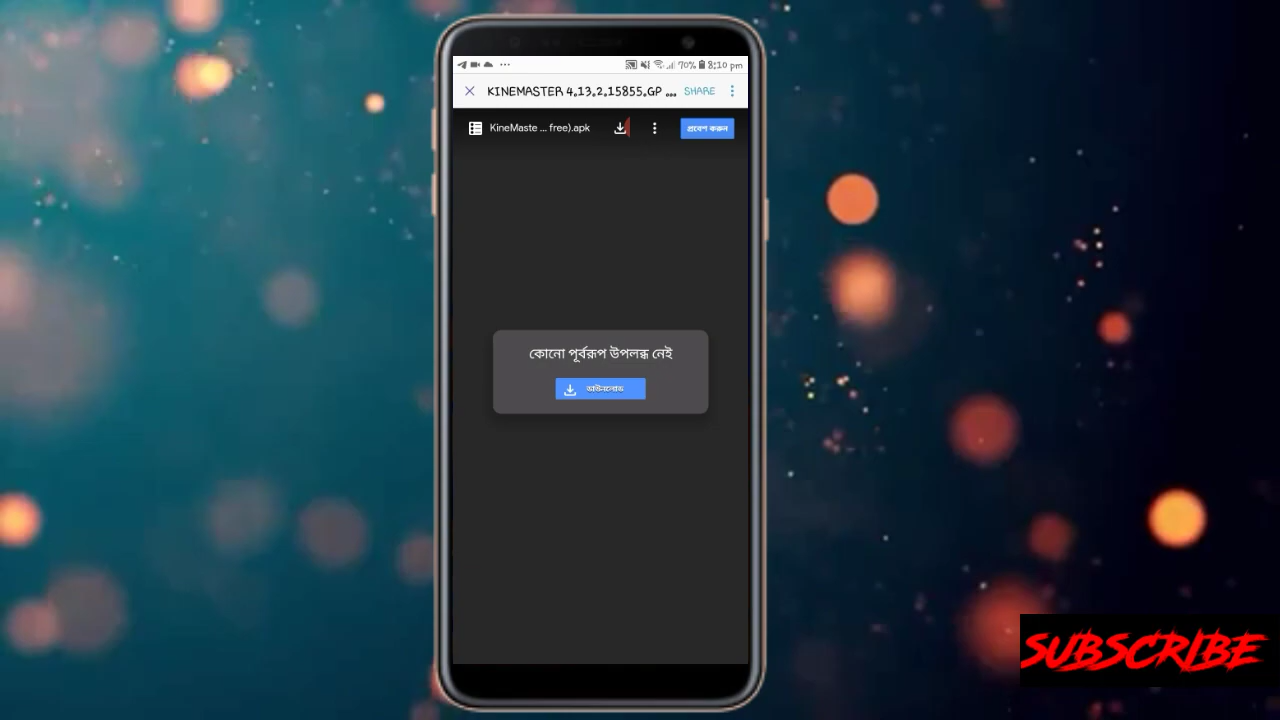 70% 8:10 pm
KINEMASTER 4.13.2.15855.GP ... SHARE
KineMaste ... free).apk প্রবেশ করুন
কোনো পূর্বরূপ উপলব্ধ নেই
ডাউনলোড
SUBSCRIBE